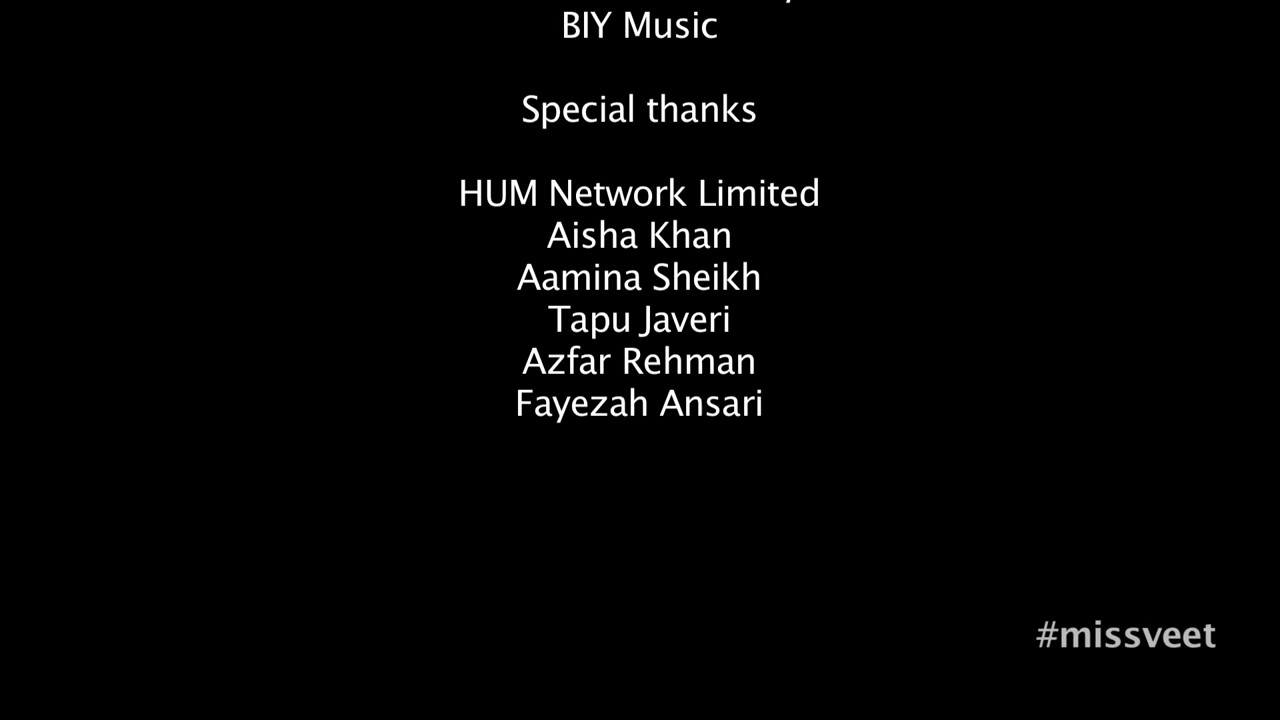 BIY Music
Special thanks
HUM Network Limited
Aisha Khan
Aamina Sheikh
Tapu Javeri
Azfar Rehman
Fayezah Ansari
#missveet